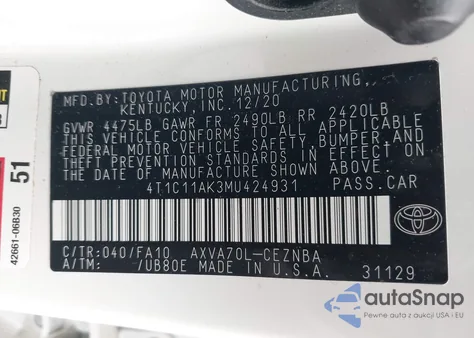 MFD.BY: TOYOTA MOTOR MANUFACTURING,
KENTUCKY, INC. 12/20
GVWR 4475LB GAWR FR 2490LB RR 2420LB
THIS VEHICLE CONFORMS TO ALL APPLICABLE
FEDERAL MOTOR VEHICLE SAFETY, BUMPER AND
THEFT PREVENTION STANDARDS IN EFFECT ON
THE DATE OF MANUFACTURE SHOWN ABOVE.
4T1C11AK3MU424931 PASS.CAR
C/TR:040/FA10 AXVA70L-CEZNBA
A/TM: /UB80E MADE IN U.S.A. 31129
TOYOTA
51
42661-06B30
autoSnap
Pewne auta z aukcji USA i EU